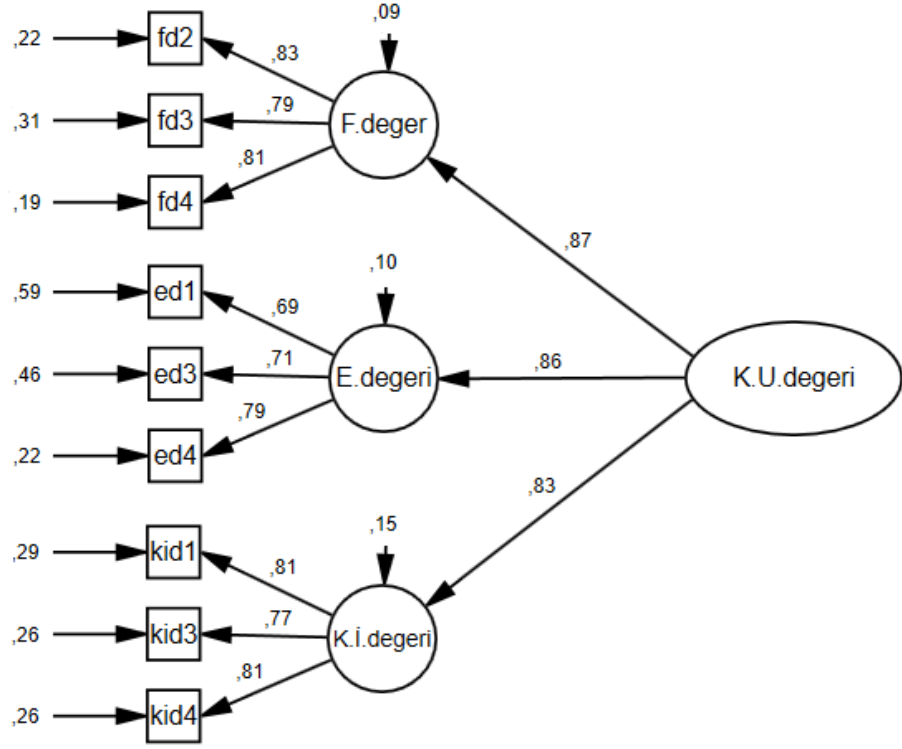 ,09
,22
fd2
,83
,31
fd3
,79
F.deger
,19
fd4
,81
,87
,10
,59
ed1
,69
,46
ed3
,71
E.degeri
,86
K.U.degeri
,22
ed4
,79
,83
,15
,29
kid1
,81
,26
kid3
,77
K.İ.degeri
,26
kid4
,81